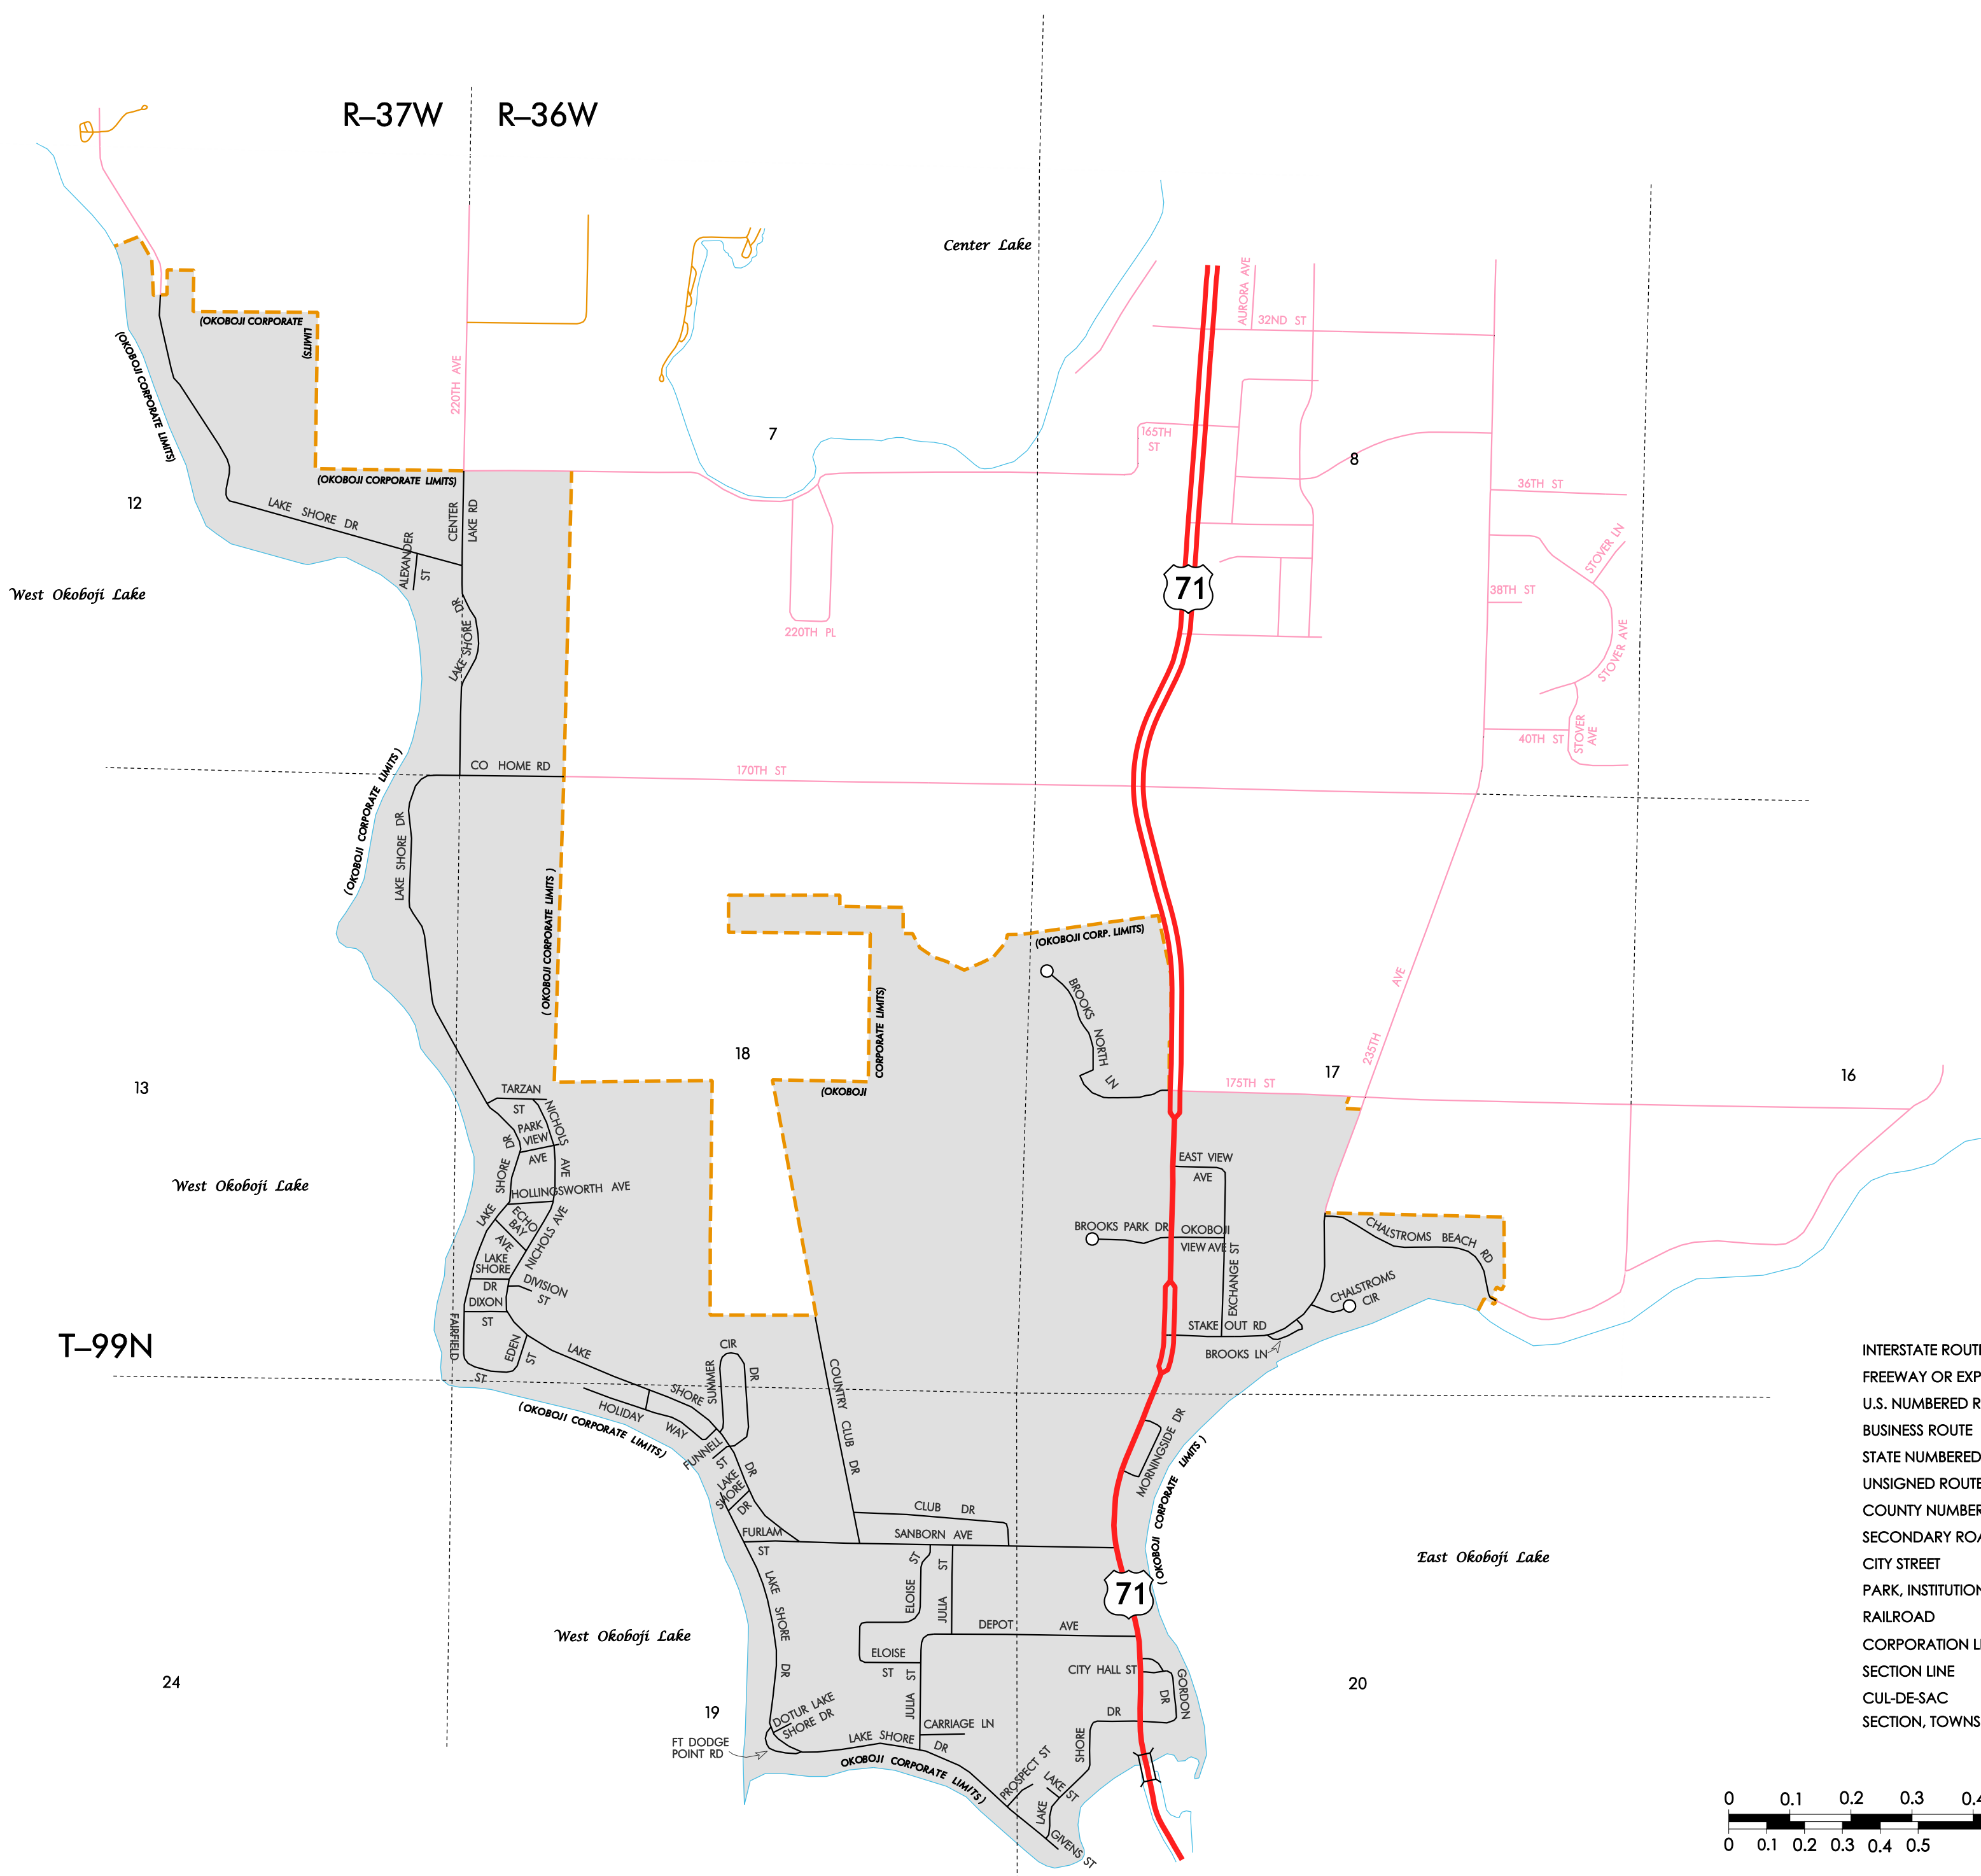 R–37W
R–36W
Center Lake
AURORA AVE
32ND ST
(OKOBOJI CORPORATE
LIMITS)
(OKOBOJI CORPORATE LIMITS)
220TH AVE
7
165TH
ST
8
(OKOBOJI CORPORATE LIMITS)
36TH ST
12
LAKE SHORE DR
CENTER
LAKE RD
STOVER LN
ALEXANDER
ST
71
38TH ST
West Okoboji Lake
DR
LAKE SHORE
220TH PL
STOVER AVE
40TH ST
STOVER
AVE
(OKOBOJI CORPORATE LIMITS)
CO HOME RD
170TH ST
LAKE SHORE DR
(OKOBOJI CORPORATE LIMITS )
(OKOBOJI CORP. LIMITS)
BROOKS NORTH LN
CORPORATE LIMITS)
(OKOBOJI
235TH AVE
18
17
16
13
175TH ST
TARZAN
ST
NICHOLS AVE
PARK
VIEW
AVE
LAKE SHORE DR
EAST VIEW
AVE
West Okoboji Lake
HOLLINGSWORTH AVE
ECHO
BAY
AVE
NICHOLS AVE
BROOKS PARK DR
OKOBOJI
VIEW AVE
EXCHANGE ST
CHALSTROMS BEACH RD
LAKE
SHORE
DR
DIVISION
ST
CHALSTROMS
CIR
DIXON
ST
FAIRFIELD
ST
EDEN
ST
STAKE OUT RD
BROOKS LN
T–99N
LAKE SHORE DR
CIR
SUMMER
DR
COUNTRY CLUB DR
INTERSTATE ROUT
FREEWAY OR EXP
U.S. NUMBERED R
BUSINESS ROUTE
STATE NUMBERED
UNSIGNED ROUTE
COUNTY NUMBER
SECONDARY ROA
CITY STREET
PARK, INSTITUTION
RAILROAD
CORPORATION L
SECTION LINE
CUL-DE-SAC
SECTION, TOWNS
HOLIDAY WAY
(OKOBOJI CORPORATE LIMITS)
FUNNELL
ST
MORNINGSIDE DR
(OKOBOJI CORPORATE LIMITS )
LAKE
SHORE
DR
CLUB DR
FURLAM
ST
SANBORN AVE
East Okoboji Lake
71
ELOISE ST
JULIA ST
LAKE SHORE DR
DEPOT AVE
West Okoboji Lake
ELOISE
ST
JULIA ST
CITY HALL ST
GORDON
DR
24
19
20
DOTUR LAKE
SHORE DR
CARRIAGE LN
LAKE SHORE DR
FT DODGE
POINT RD
OKOBOJI CORPORATE LIMITS)
SHORE DR
PROSPECT ST
LAKE ST
LAKE
GIVENS ST
0 0.1 0.2 0.3 0.4
0 0.1 0.2 0.3 0.4 0.5